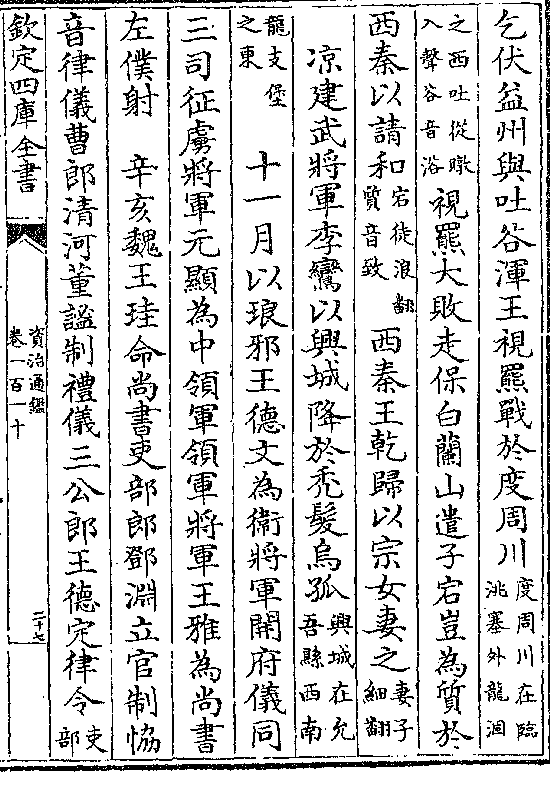 乞伏益州與吐谷渾王視羆戰於度周川度周川在臨洮塞外龍涸
之西吐從暾入聲谷音浴視羆大敗走保白蘭山遣子宕豈為質於
西秦以請和宕徒浪翻質音致西秦王乾歸以宗女妻之妻子細翻
涼建武將軍李鸞以興城降於禿髮烏孤興城在允吾縣西南
龍支堡之東十一月以琅邪王德文為衛將軍開府儀同
三司征虜將軍元顯為中領軍領軍將軍王雅為尚書
左僕射　辛亥魏王珪命尚書吏部郎鄧淵立官制協
音律儀曹郎清河董謐制禮儀三公郎王德定律令吏部
欽定四庫全書
資治通鑑
卷一百一十
二十七